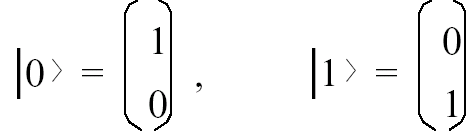 |0> = (1 0) , |1> = (0 1)